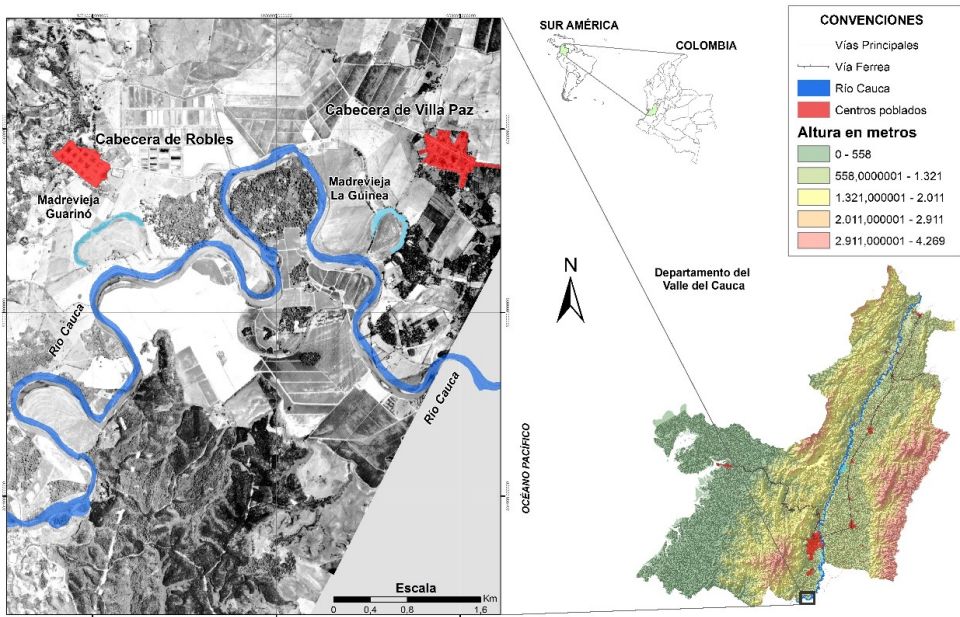 Cabecera de Villa Paz
Cabecera de Robles
Madrevieja
Guarinó
Madrevieja
La Guinea
Río Cauca
Río Cauca
Escala
0 0,4 0,8 1,6 Km
SUR AMÉRICA
COLOMBIA
N
Departamento del
Valle del Cauca
OCÉANO PACÍFICO
CONVENCIONES
Vías Principales
Vía Ferrea
Río Cauca
Centros poblados
Altura en metros
0 - 558
558,0000001 - 1.321
1.321,000001 - 2.011
2.011,000001 - 2.911
2.911,000001 - 4.269